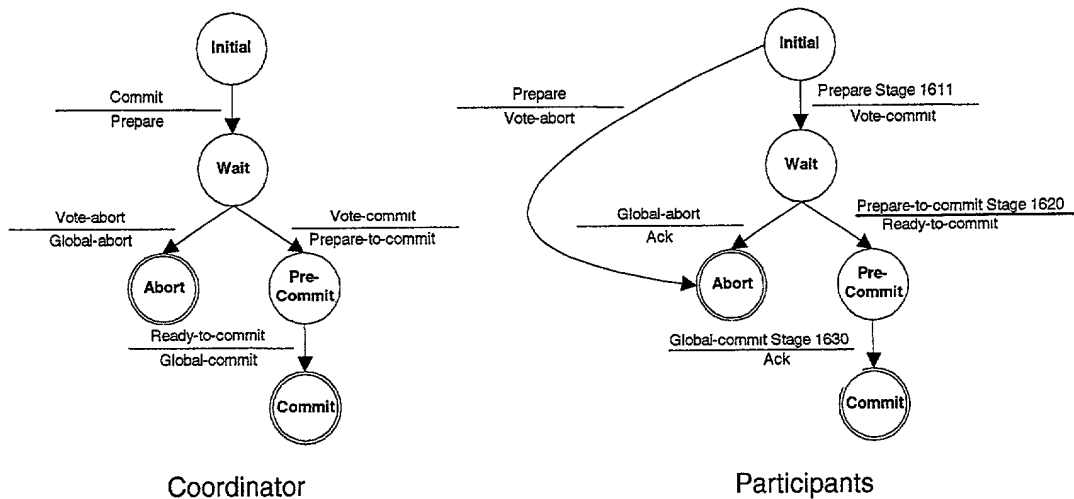 Initial
Commit
Prepare
Wait
Vote-abort
Global-abort
Vote-commit
Prepare-to-commit
Abort
Pre-
Commit
Ready-to-commit
Global-commit
Commit
Coordinator
Initial
Prepare
Vote-abort
Prepare Stage 1611
Vote-commit
Wait
Global-abort
Ack
Prepare-to-commit Stage 1620
Ready-to-commit
Abort
Pre-
Commit
Global-commit Stage 1630
Ack
Commit
Participants